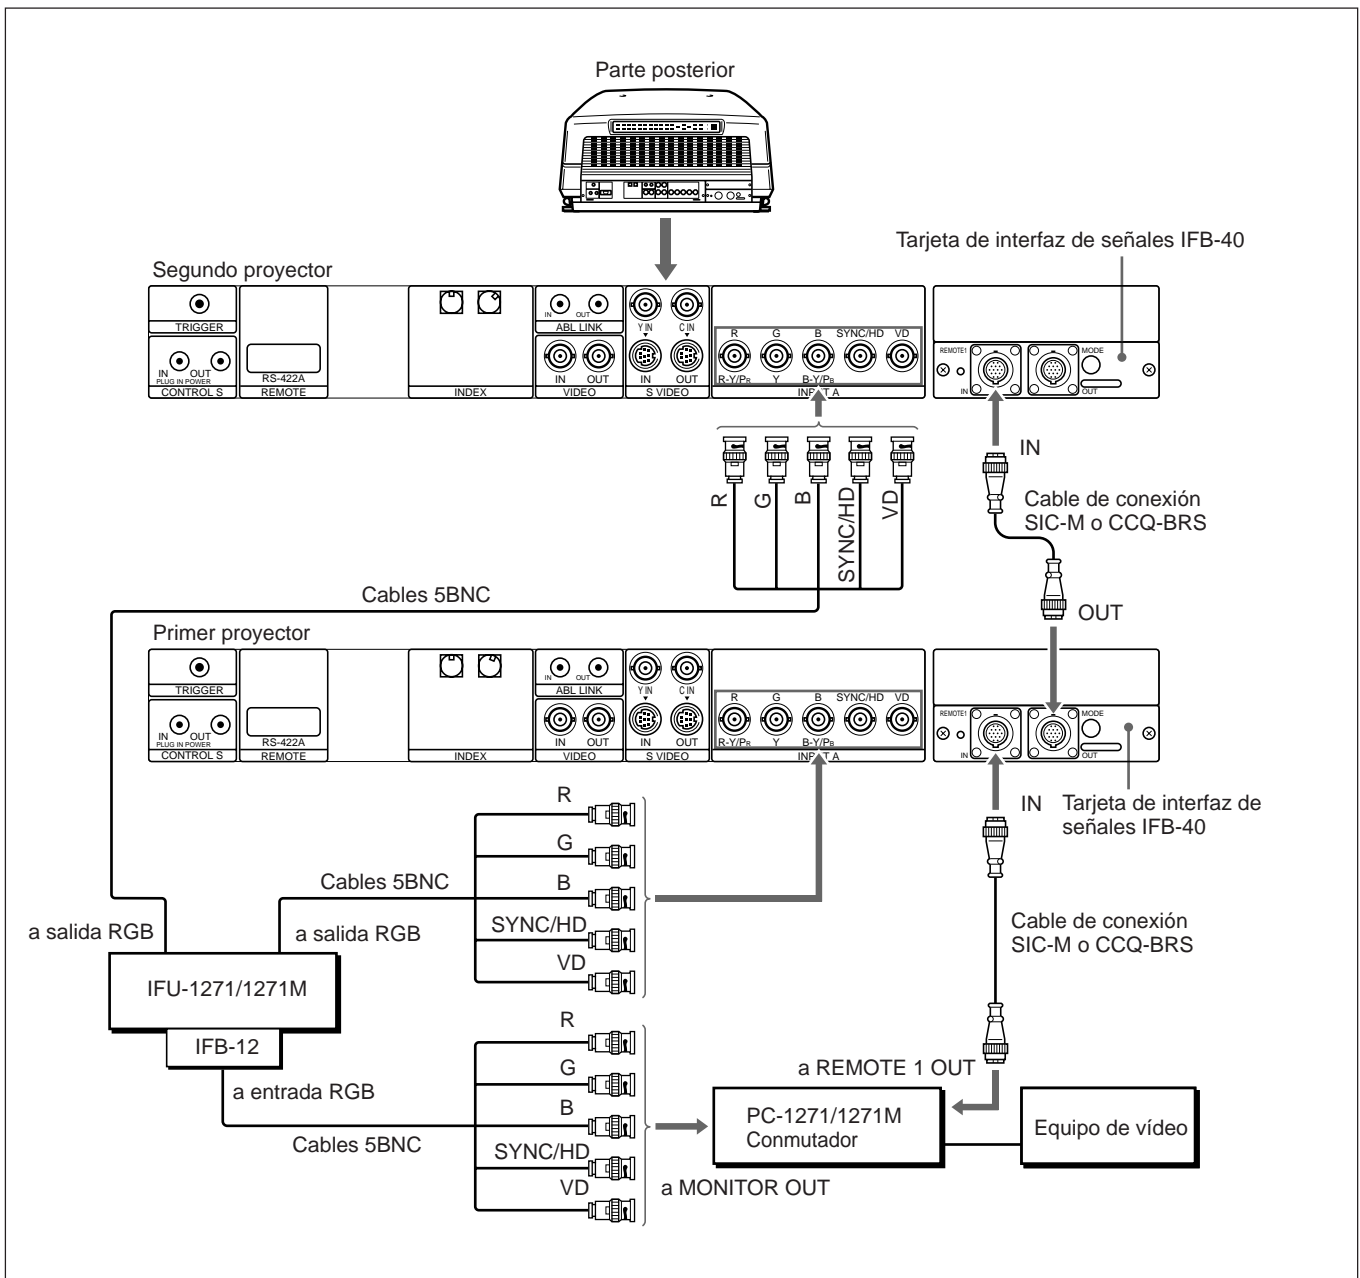 Parte posterior
Tarjeta de interfaz de señales IFB-40
Segundo proyector
TRIGGER
IN OUT
PLUG IN POWER
CONTROL S
RS-422A
REMOTE
INDEX
IN OUT
ABL LINK
IN OUT
VIDEO
Y IN C IN
IN OUT
S VIDEO
R G B SYNC/HD VD
R-Y/PR Y B-Y/PB
INPUT A
REMOTE1
IN
MODE
OUT
IN
R
G
B
SYNC/HD
VD
Cable de conexión
SIC-M o CCQ-BRS
Cables 5BNC
OUT
Primer proyector
TRIGGER
IN OUT
PLUG IN POWER
CONTROL S
RS-422A
REMOTE
INDEX
IN OUT
ABL LINK
IN OUT
VIDEO
Y IN C IN
IN OUT
S VIDEO
R G B SYNC/HD VD
R-Y/PR Y B-Y/PB
INPUT A
REMOTE1
IN
MODE
OUT
IN
Tarjeta de interfaz de
señales IFB-40
R
G
Cables 5BNC
B
SYNC/HD
VD
a salida RGB
a salida RGB
Cable de conexión
SIC-M o CCQ-BRS
IFU-1271/1271M
IFB-12
a entrada RGB
Cables 5BNC
R
G
B
SYNC/HD
VD
a REMOTE 1 OUT
PC-1271/1271M
Conmutador
Equipo de vídeo
a MONITOR OUT